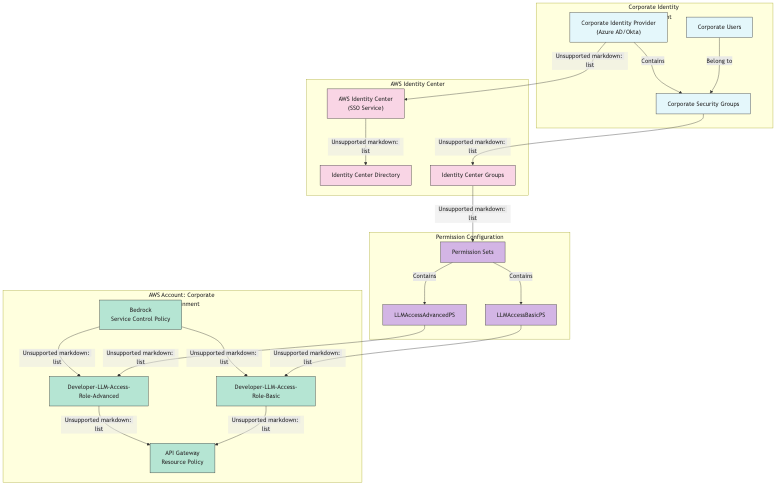 Corporate Identity
nt
Corporate Identity Provider
(Azure AD/Okta)
Corporate Users
Unsupported markdown:
list
Contains
Belong to
AWS Identity Center
AWS Identity Center
(SSO Service)
Corporate Security Groups
Unsupported markdown:
list
Unsupported markdown:
list
Identity Center Directory
Identity Center Groups
Unsupported markdown:
list
Permission Configuration
Permission Sets
Contains
Contains
LLMAccessAdvancedPS
LLMAccessBasicPS
AWS Account: Corporate
onment
Bedrock
Service Control Policy
Unsupported markdown:
list
Unsupported markdown:
list
Unsupported markdown:
list
Unsupported markdown:
list
Developer-LLM-Access-
Role-Advanced
Developer-LLM-Access-
Role-Basic
Unsupported markdown:
list
Unsupported markdown:
list
API Gateway
Resource Policy